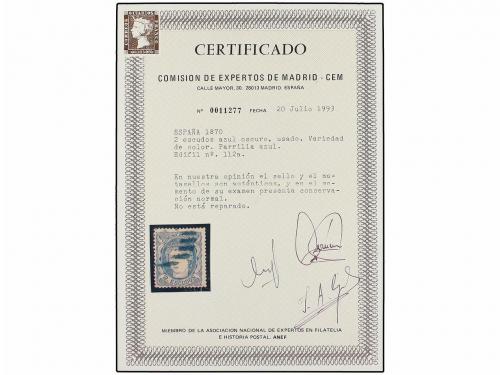 CERTIFICADO
COMISION DE EXPERTOS DE MADRID - CEM
CALLE MAYOR, 30. 28013 MADRID. ESPAÑA
Nº 0011277 FECHA 20 Julio 1993
ESPAÑA 1870
2 escudos azul oscuro, usado. Variedad
de color. Parrilla azul.
Edifil nº. 112a.
En nuestra opinión el sello y el ma-
tasellos son auténticos, y en el mo-
mento de su examen presenta conserva-
ción normal.
No está reparado.
MIEMBRO DE LA ASOCIACION NACIONAL DE EXPERTOS EN FILATELIA
E HISTORIA POSTAL. ANEF